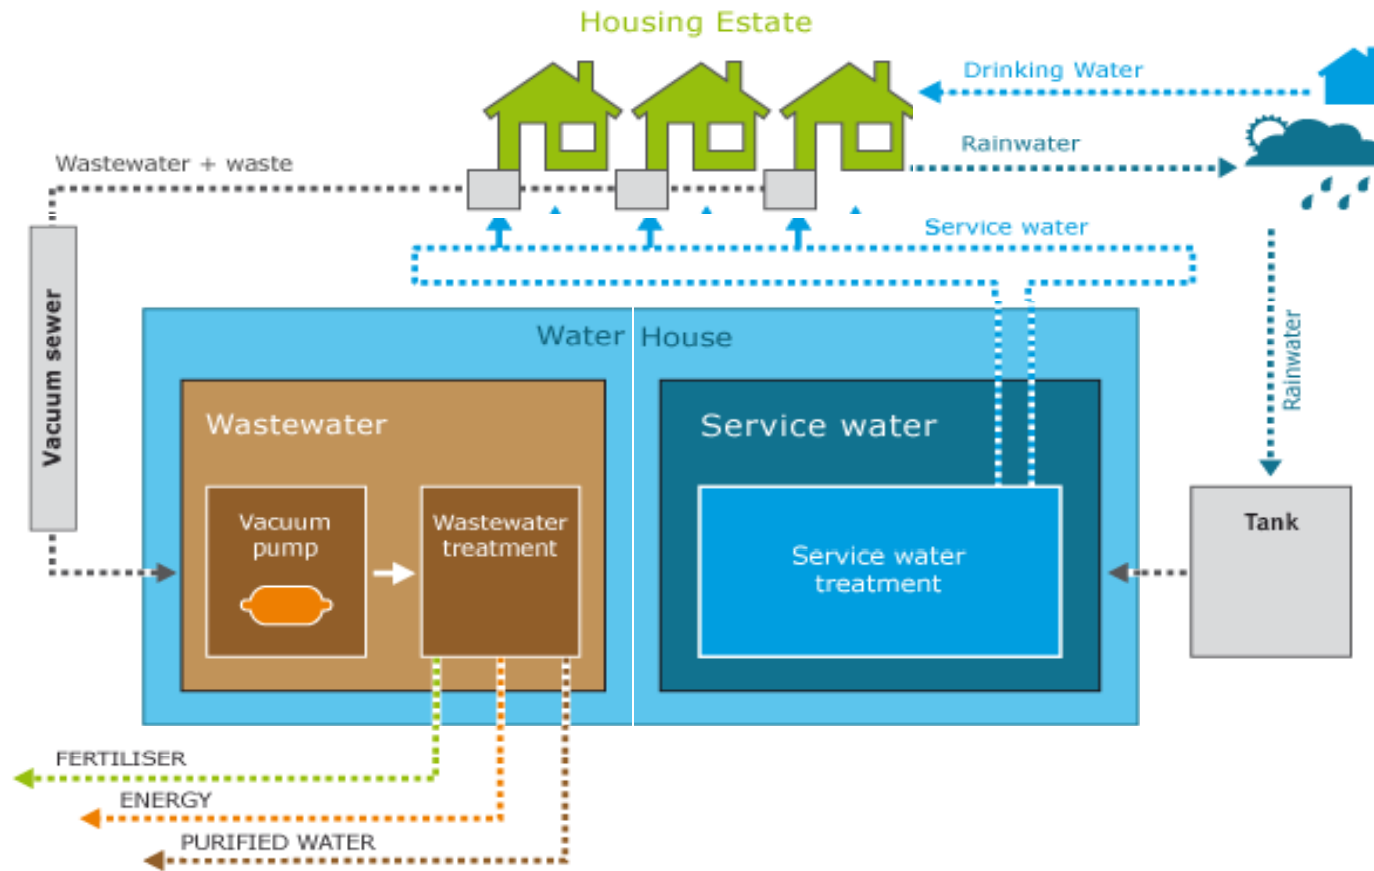 Housing Estate
Drinking Water
Rainwater
Wastewater + waste
Service water
Vacuum sewer
Water House
Rainwater
Wastewater
Service water
Vacuum
pump
Wastewater
treatment
Service water
treatment
Tank
FERTILISER
ENERGY
PURIFIED WATER